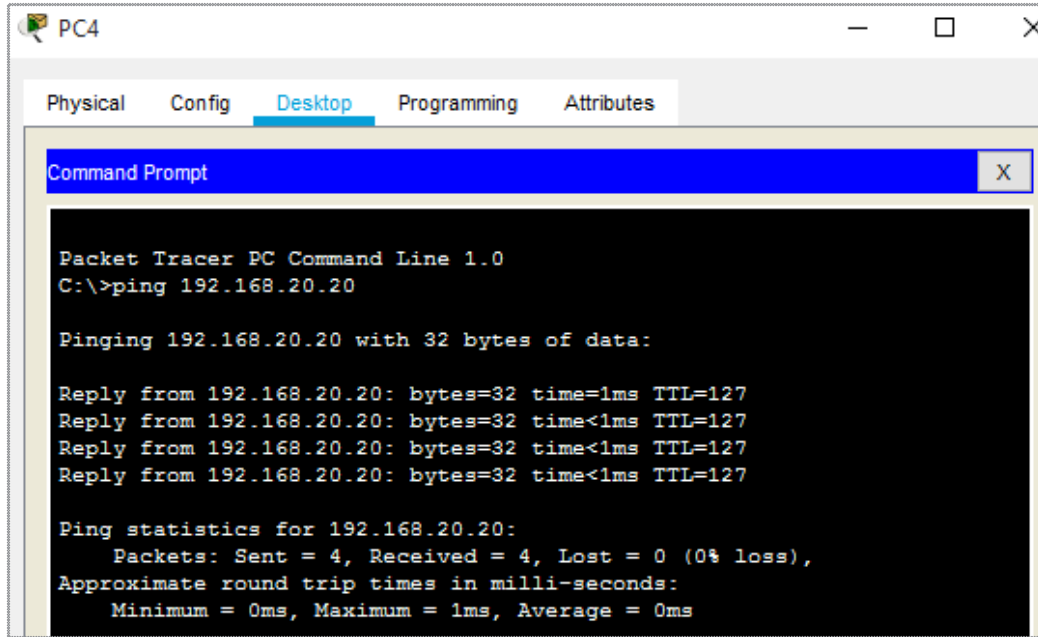 PC4
Physical Config Desktop Programming Attributes
Command Prompt
X
Packet Tracer PC Command Line 1.0
C:\>ping 192.168.20.20
Pinging 192.168.20.20 with 32 bytes of data:
Reply from 192.168.20.20: bytes=32 time=1ms TTL=127
Reply from 192.168.20.20: bytes=32 time<1ms TTL=127
Reply from 192.168.20.20: bytes=32 time<1ms TTL=127
Reply from 192.168.20.20: bytes=32 time<1ms TTL=127
Ping statistics for 192.168.20.20:
Packets: Sent = 4, Received = 4, Lost = 0 (0% loss),
Approximate round trip times in milli-seconds:
Minimum = 0ms, Maximum = 1ms, Average = 0ms